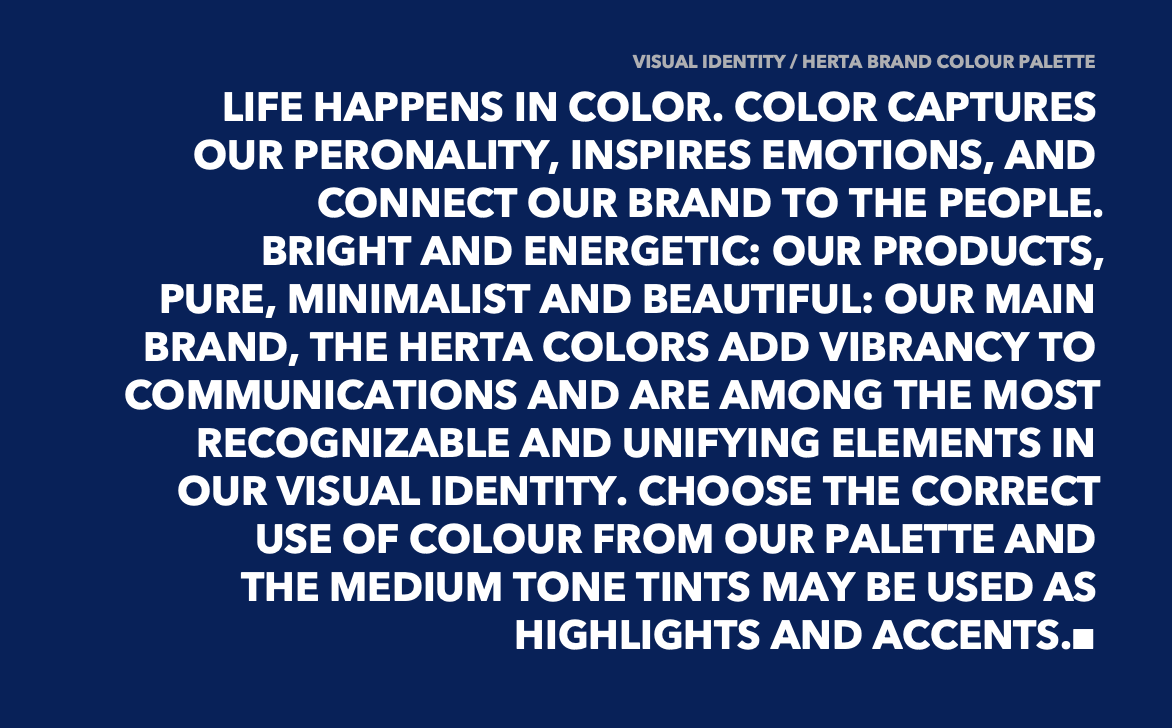 VISUAL IDENTITY / HERTA BRAND COLOUR PALETTE
LIFE HAPPENS IN COLOR. COLOR CAPTURES
OUR PERONALITY, INSPIRES EMOTIONS, AND
CONNECT OUR BRAND TO THE PEOPLE.
BRIGHT AND ENERGETIC: OUR PRODUCTS,
PURE, MINIMALIST AND BEAUTIFUL: OUR MAIN
BRAND, THE HERTA COLORS ADD VIBRANCY TO
COMMUNICATIONS AND ARE AMONG THE MOST
RECOGNIZABLE AND UNIFYING ELEMENTS IN
OUR VISUAL IDENTITY. CHOOSE THE CORRECT
USE OF COLOUR FROM OUR PALETTE AND
THE MEDIUM TONE TINTS MAY BE USED AS
HIGHLIGHTS AND ACCENTS.■